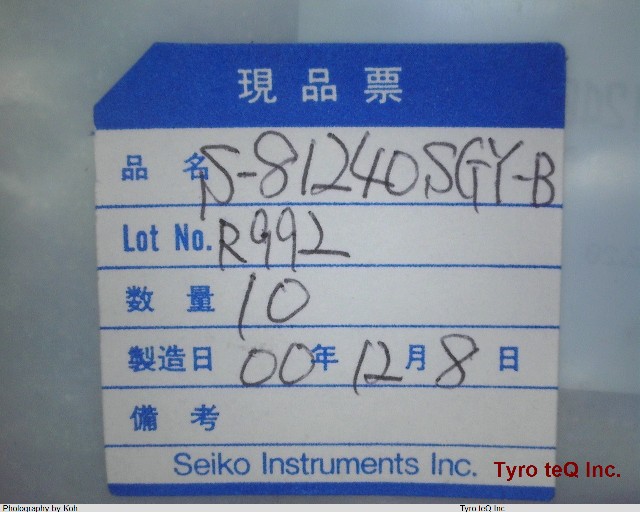 現品票
品名 S-81240SGY-B
Lot No. R992
数量 10
製造日 00年12月8日
備考
Seiko Instruments Inc.
Tyro teQ Inc.
Photography by Koh Tyro teQ Inc